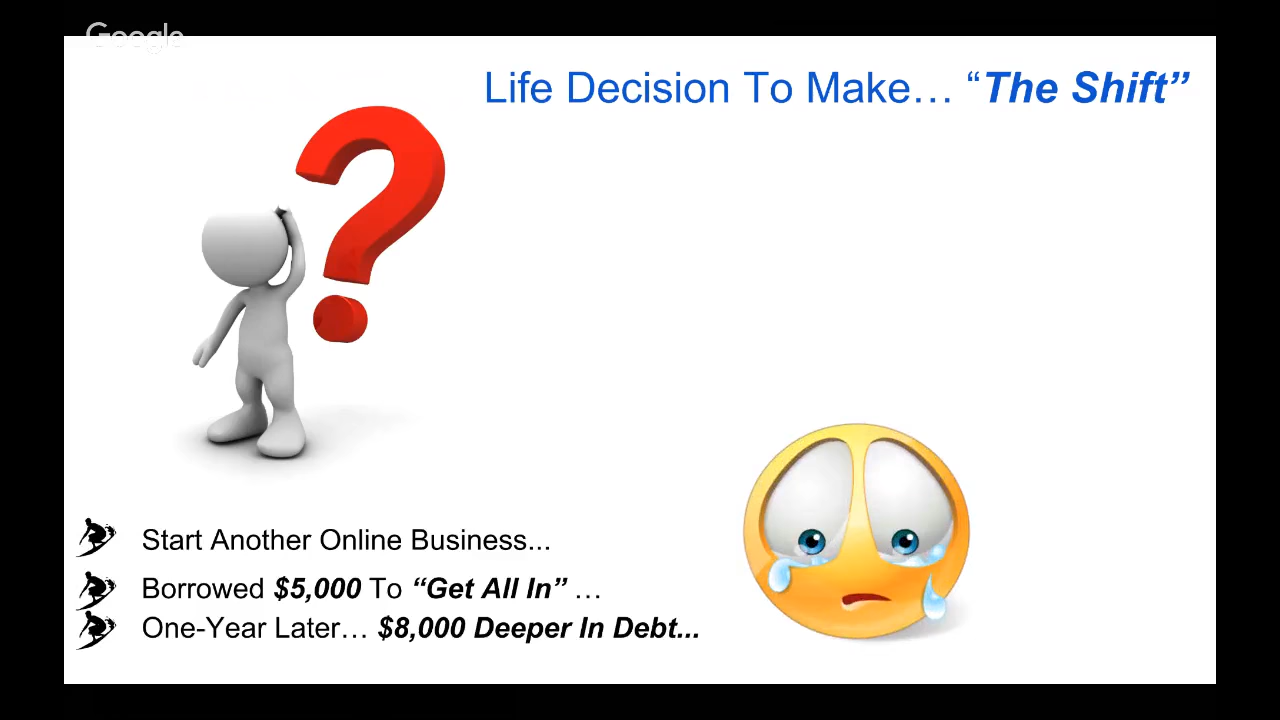 Google
Life Decision To Make… “The Shift”
Start Another Online Business...
Borrowed $5,000 To “Get All In” …
One-Year Later… $8,000 Deeper In Debt...